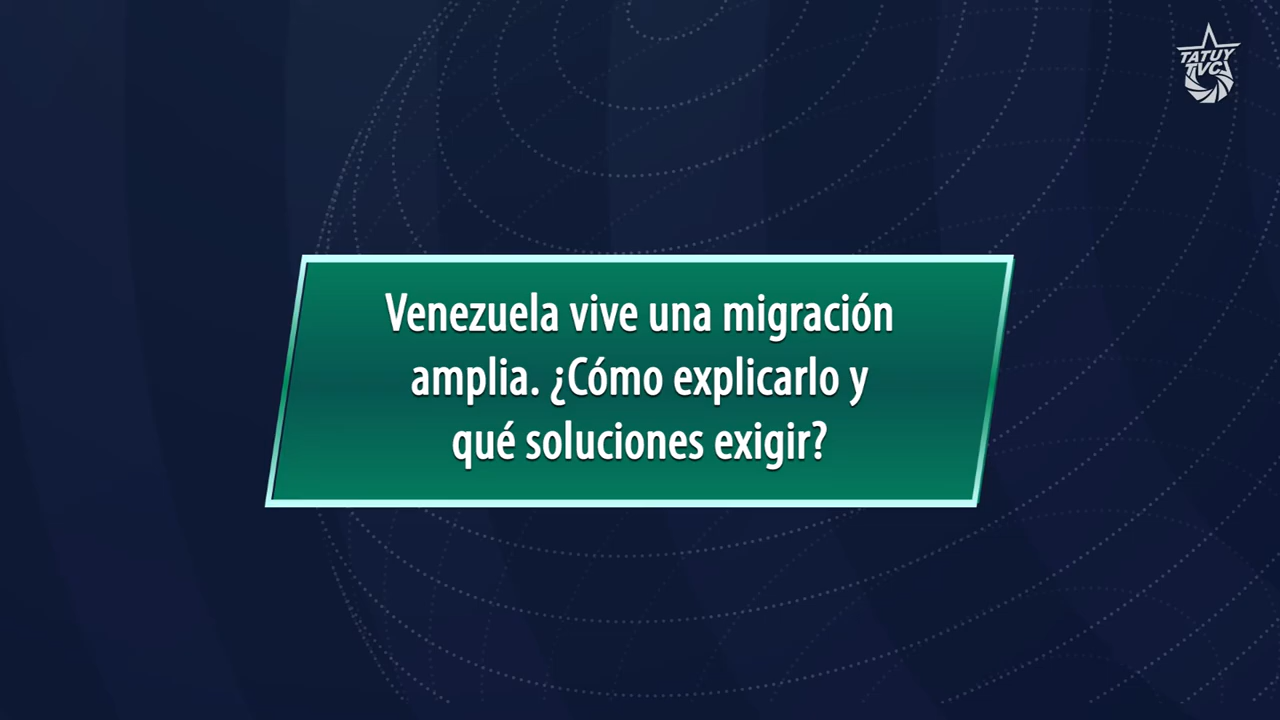 TATUY
TVC
Venezuela vive una migración
amplia. ¿Cómo explicarlo y
qué soluciones exigir?